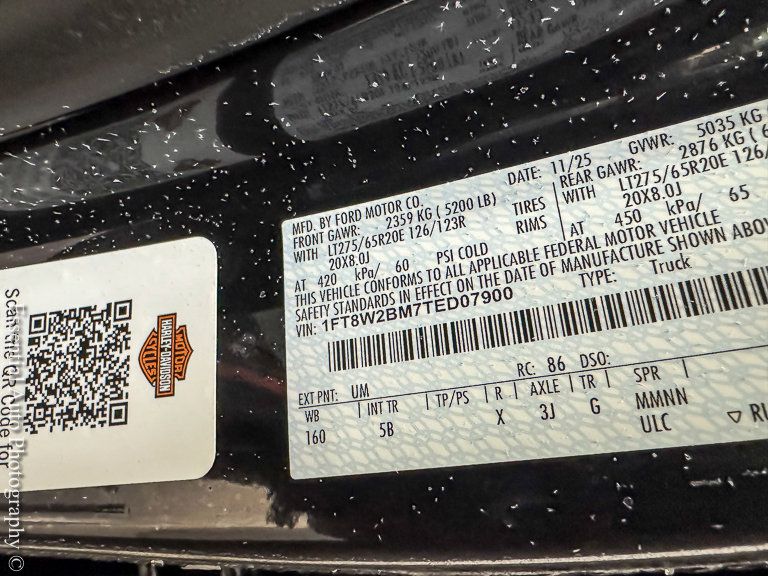 MFD. BY FORD MOTOR CO.
DATE: 11/25
GVWR: 5035 KG
FRONT GAWR: 2359 KG ( 5200 LB)
REAR GAWR: 2876 KG (
WITH LT275/65R20E 126/123R
TIRES
WITH LT275/65R20E 126/
20X8.0J
RIMS
20X8.0J
AT 420 kPa/ 60 PSI COLD
AT 450 kPa/ 65
THIS VEHICLE CONFORMS TO ALL APPLICABLE FEDERAL MOTOR VEHICLE
SAFETY STANDARDS IN EFFECT ON THE DATE OF MANUFACTURE SHOWN ABO
VIN: 1FT8W2BM7TED07900
TYPE: Truck
EXT PNT: UM
RC: 86 DSO:
WB INT TR TP/PS R AXLE TR SPR
160 5B X 3J G MMNN
ULC
MOTOR
HARLEY-DAVIDSON
CYCLES
QR Code for
Auto Photography ©